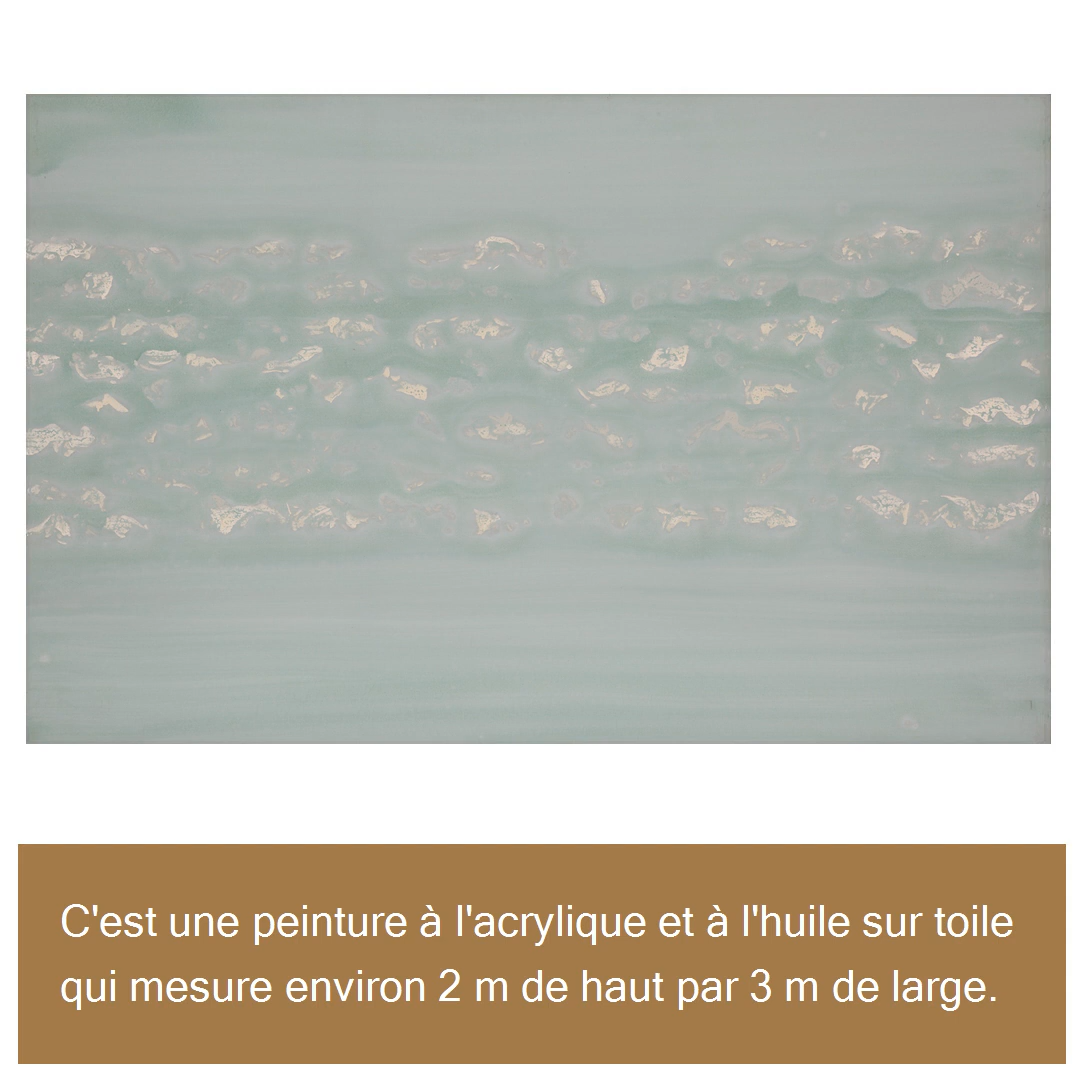 C'est une peinture à l'acrylique et à l'huile sur toile
qui mesure environ 2 m de haut par 3 m de large.